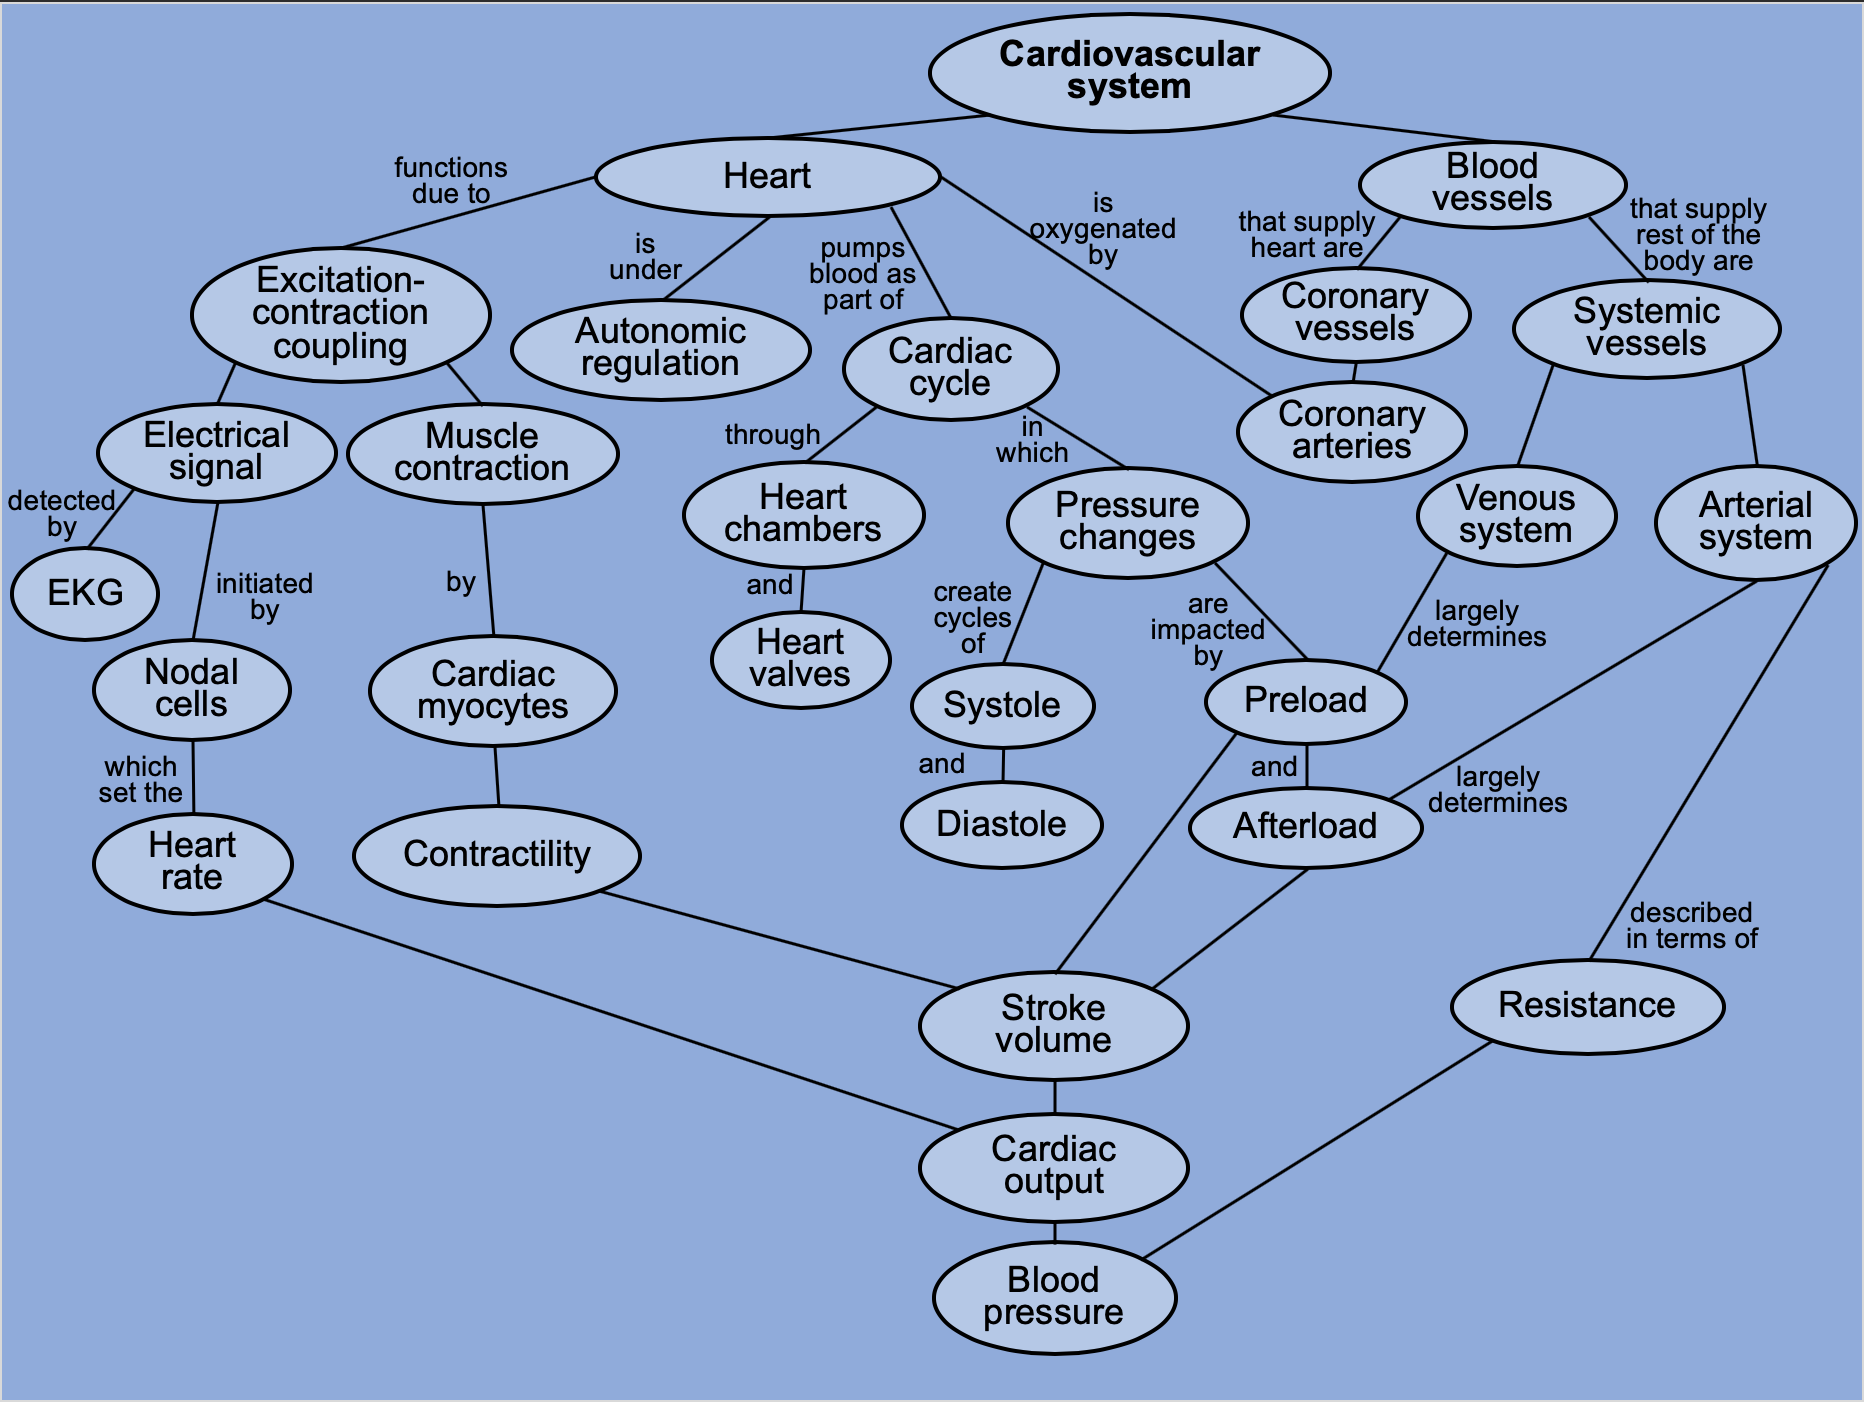 Cardiovascular
system
Heart
Blood
vessels
functions
due to
is
under
pumps
blood as
part of
is
oxygenated
by
that supply
heart are
that supply
rest of the
body are
Excitation-
contraction
coupling
Autonomic
regulation
Cardiac
cycle
Coronary
vessels
Systemic
vessels
Electrical
signal
Muscle
contraction
through
in
which
Coronary
arteries
detected
by
Heart
chambers
Pressure
changes
Venous
system
Arterial
system
EKG
initiated
by
by
and
create
cycles
of
are
impacted
by
largely
determines
Nodal
cells
Cardiac
myocytes
Heart
valves
Systole
Preload
which
set the
and
and
largely
determines
Heart
rate
Contractility
Diastole
Afterload
described
in terms of
Stroke
volume
Resistance
Cardiac
output
Blood
pressure